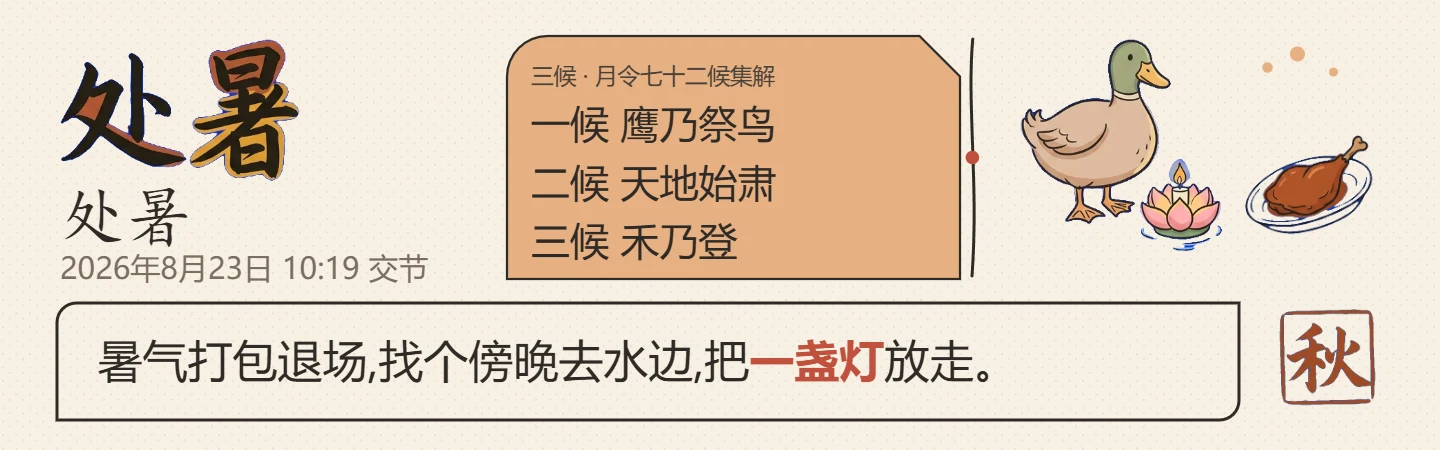 处暑
处暑
2026年8月23日 10:19 交节
三候 · 月令七十二候集解
一候 鹰乃祭鸟
二候 天地始肃
三候 禾乃登
暑气打包退场,找个傍晚去水边,把一盏灯放走。
秋